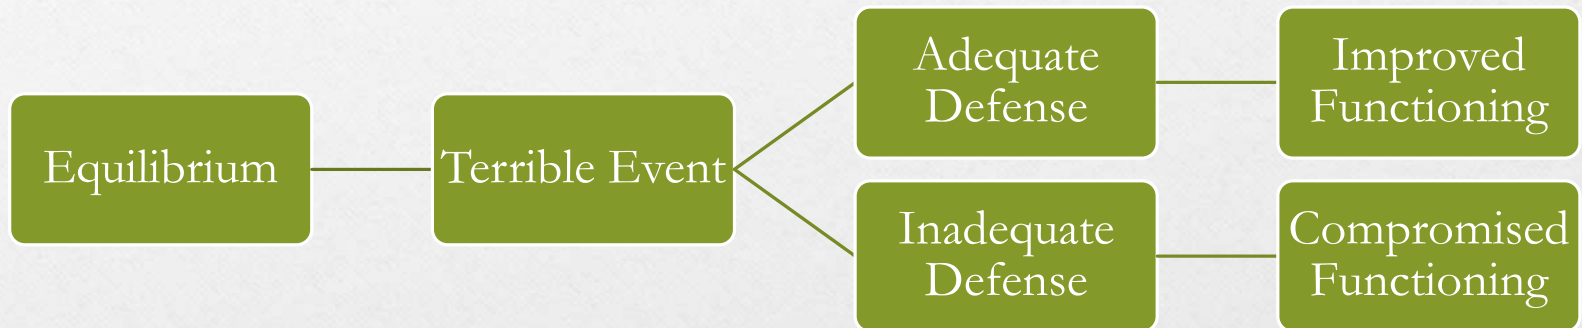 Equilibrium
Terrible Event
Adequate
Defense
Improved
Functioning
Inadequate
Defense
Compromised
Functioning